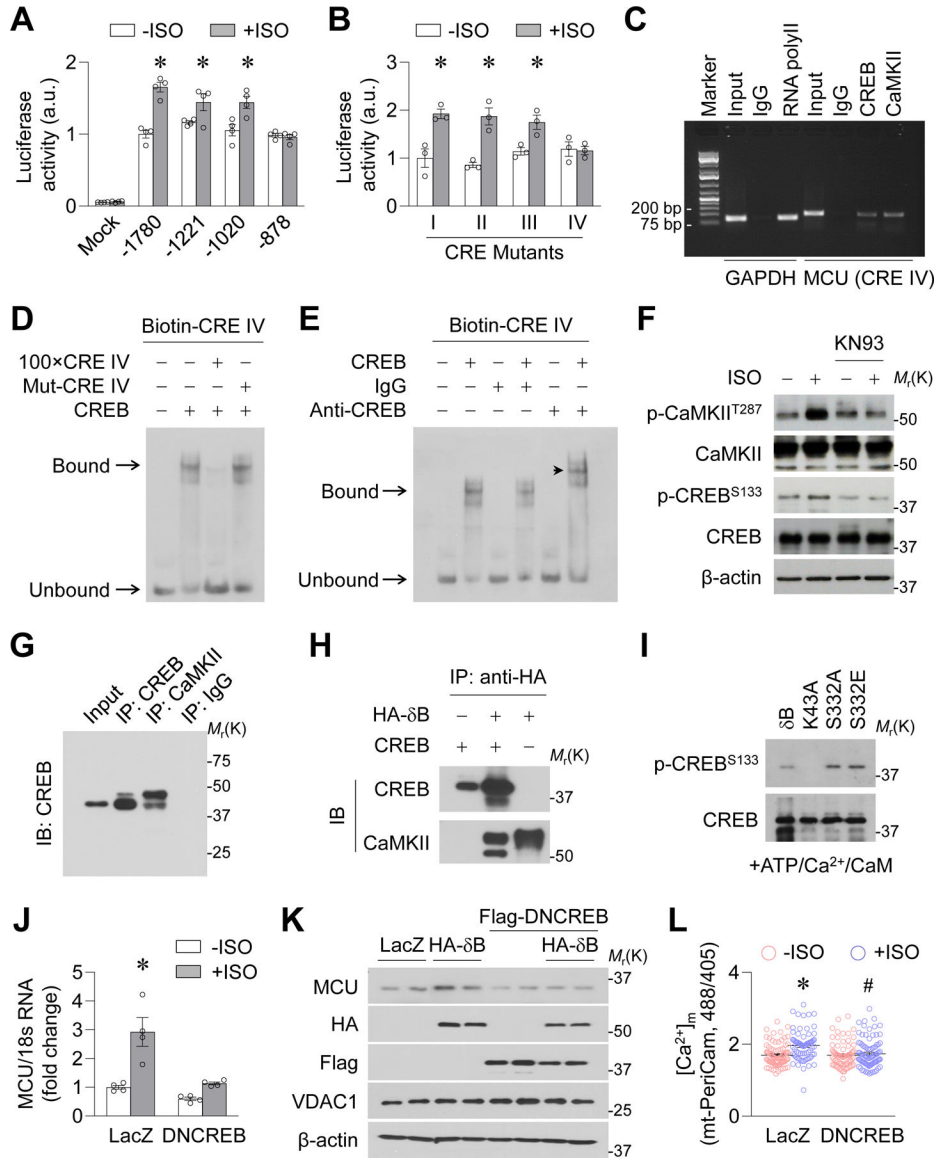 A
-ISO +ISO
Luciferase activity (a.u.)
2
1
0
* * *
Mock -1780 -1221 -1020 -878
B
-ISO +ISO
Luciferase activity (a.u.)
3
2
1
0
* * *
I II III IV
CRE Mutants
C
Marker Input IgG RNA polyII Input IgG CREB CaMKII
200 bp -
75 bp -
GAPDH MCU (CRE IV)
D
Biotin-CRE IV
100×CRE IV – – + –
Mut-CRE IV – – – +
CREB – + + +
Bound →
Unbound →
E
Biotin-CRE IV
CREB – + – + – +
IgG – – + + – –
Anti-CREB – – – – + +
Bound →
Unbound →
F
KN93
ISO – + – + Mr(K)
p-CaMKIIT287 -50
CaMKII -50
p-CREBS133 -37
CREB -37
β-actin -37
G
Input IP: CREB IP: CaMKII IP: IgG
Mr(K)
IB: CREB
-75
-50
-37
-25
H
IP: anti-HA
HA-δB – + +
CREB + + –
Mr(K)
IB
CREB -37
CaMKII -50
I
δB K43A S332A S332E
Mr(K)
p-CREBS133 -37
CREB -37
+ATP/Ca2+/CaM
J
-ISO
+ISO
MCU/18s RNA (fold change)
5
4
3
2
1
0
*
LacZ DNCREB
K
Flag-DNCREB
LacZ HA-δB HA-δB Mr(K)
MCU -37
HA -50
Flag -37
VDAC1 -25
β-actin -37
L
-ISO +ISO
[Ca2+]m
(mt-PeriCam, 488/405)
4
2
0
* #
LacZ DNCREB